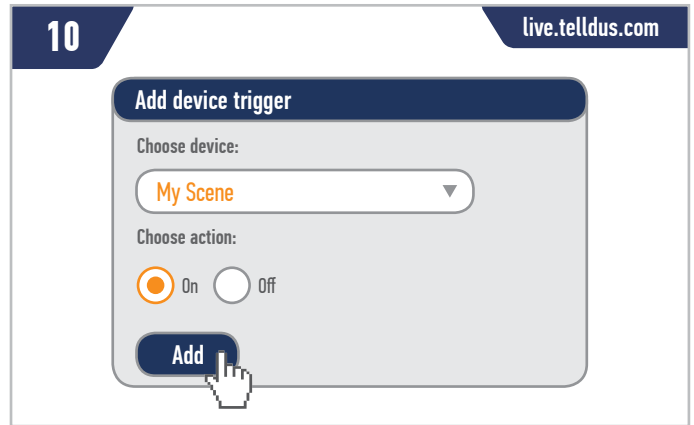 10
live.telldus.com
Add device trigger
Choose device:
My Scene
Choose action:
On Off
Add